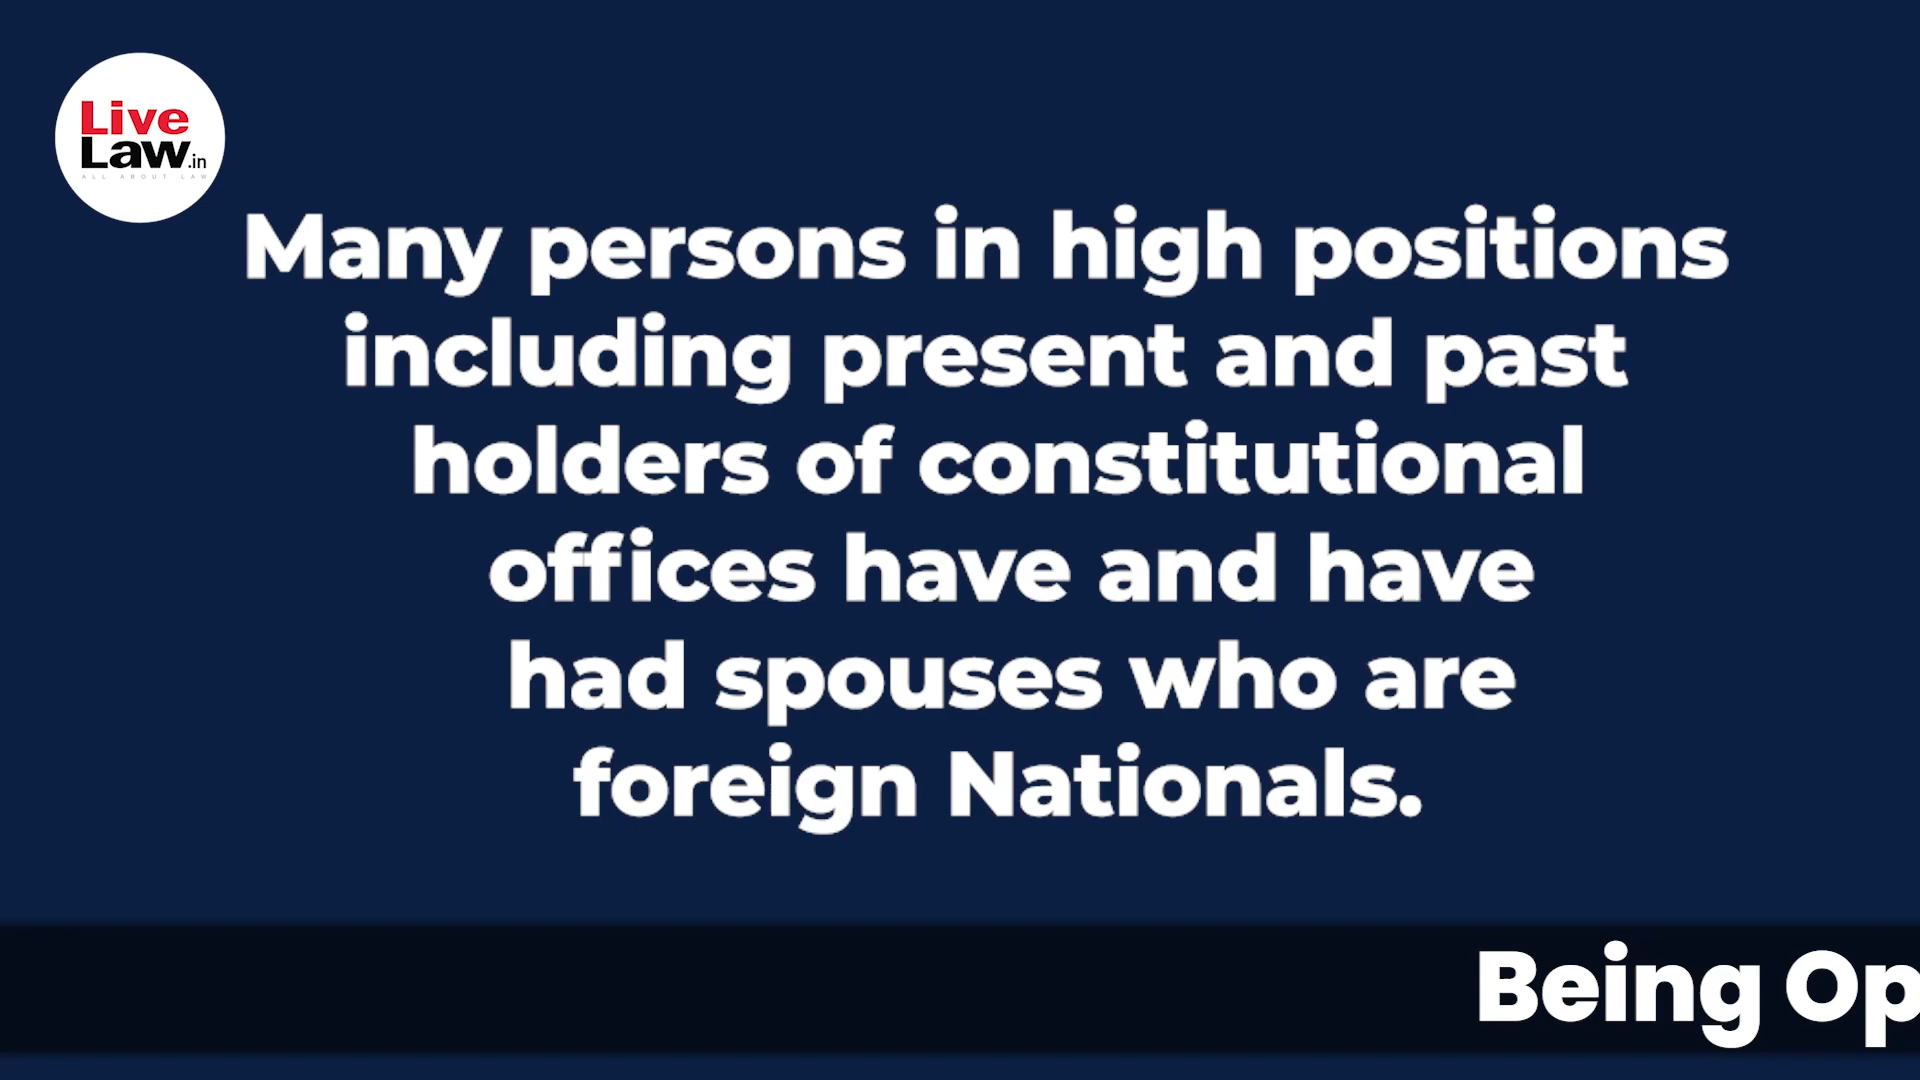 Live
Law.in
ALL ABOUT LAW
Many persons in high positions
including present and past
holders of constitutional
offices have and have
had spouses who are
foreign Nationals.
Being Op